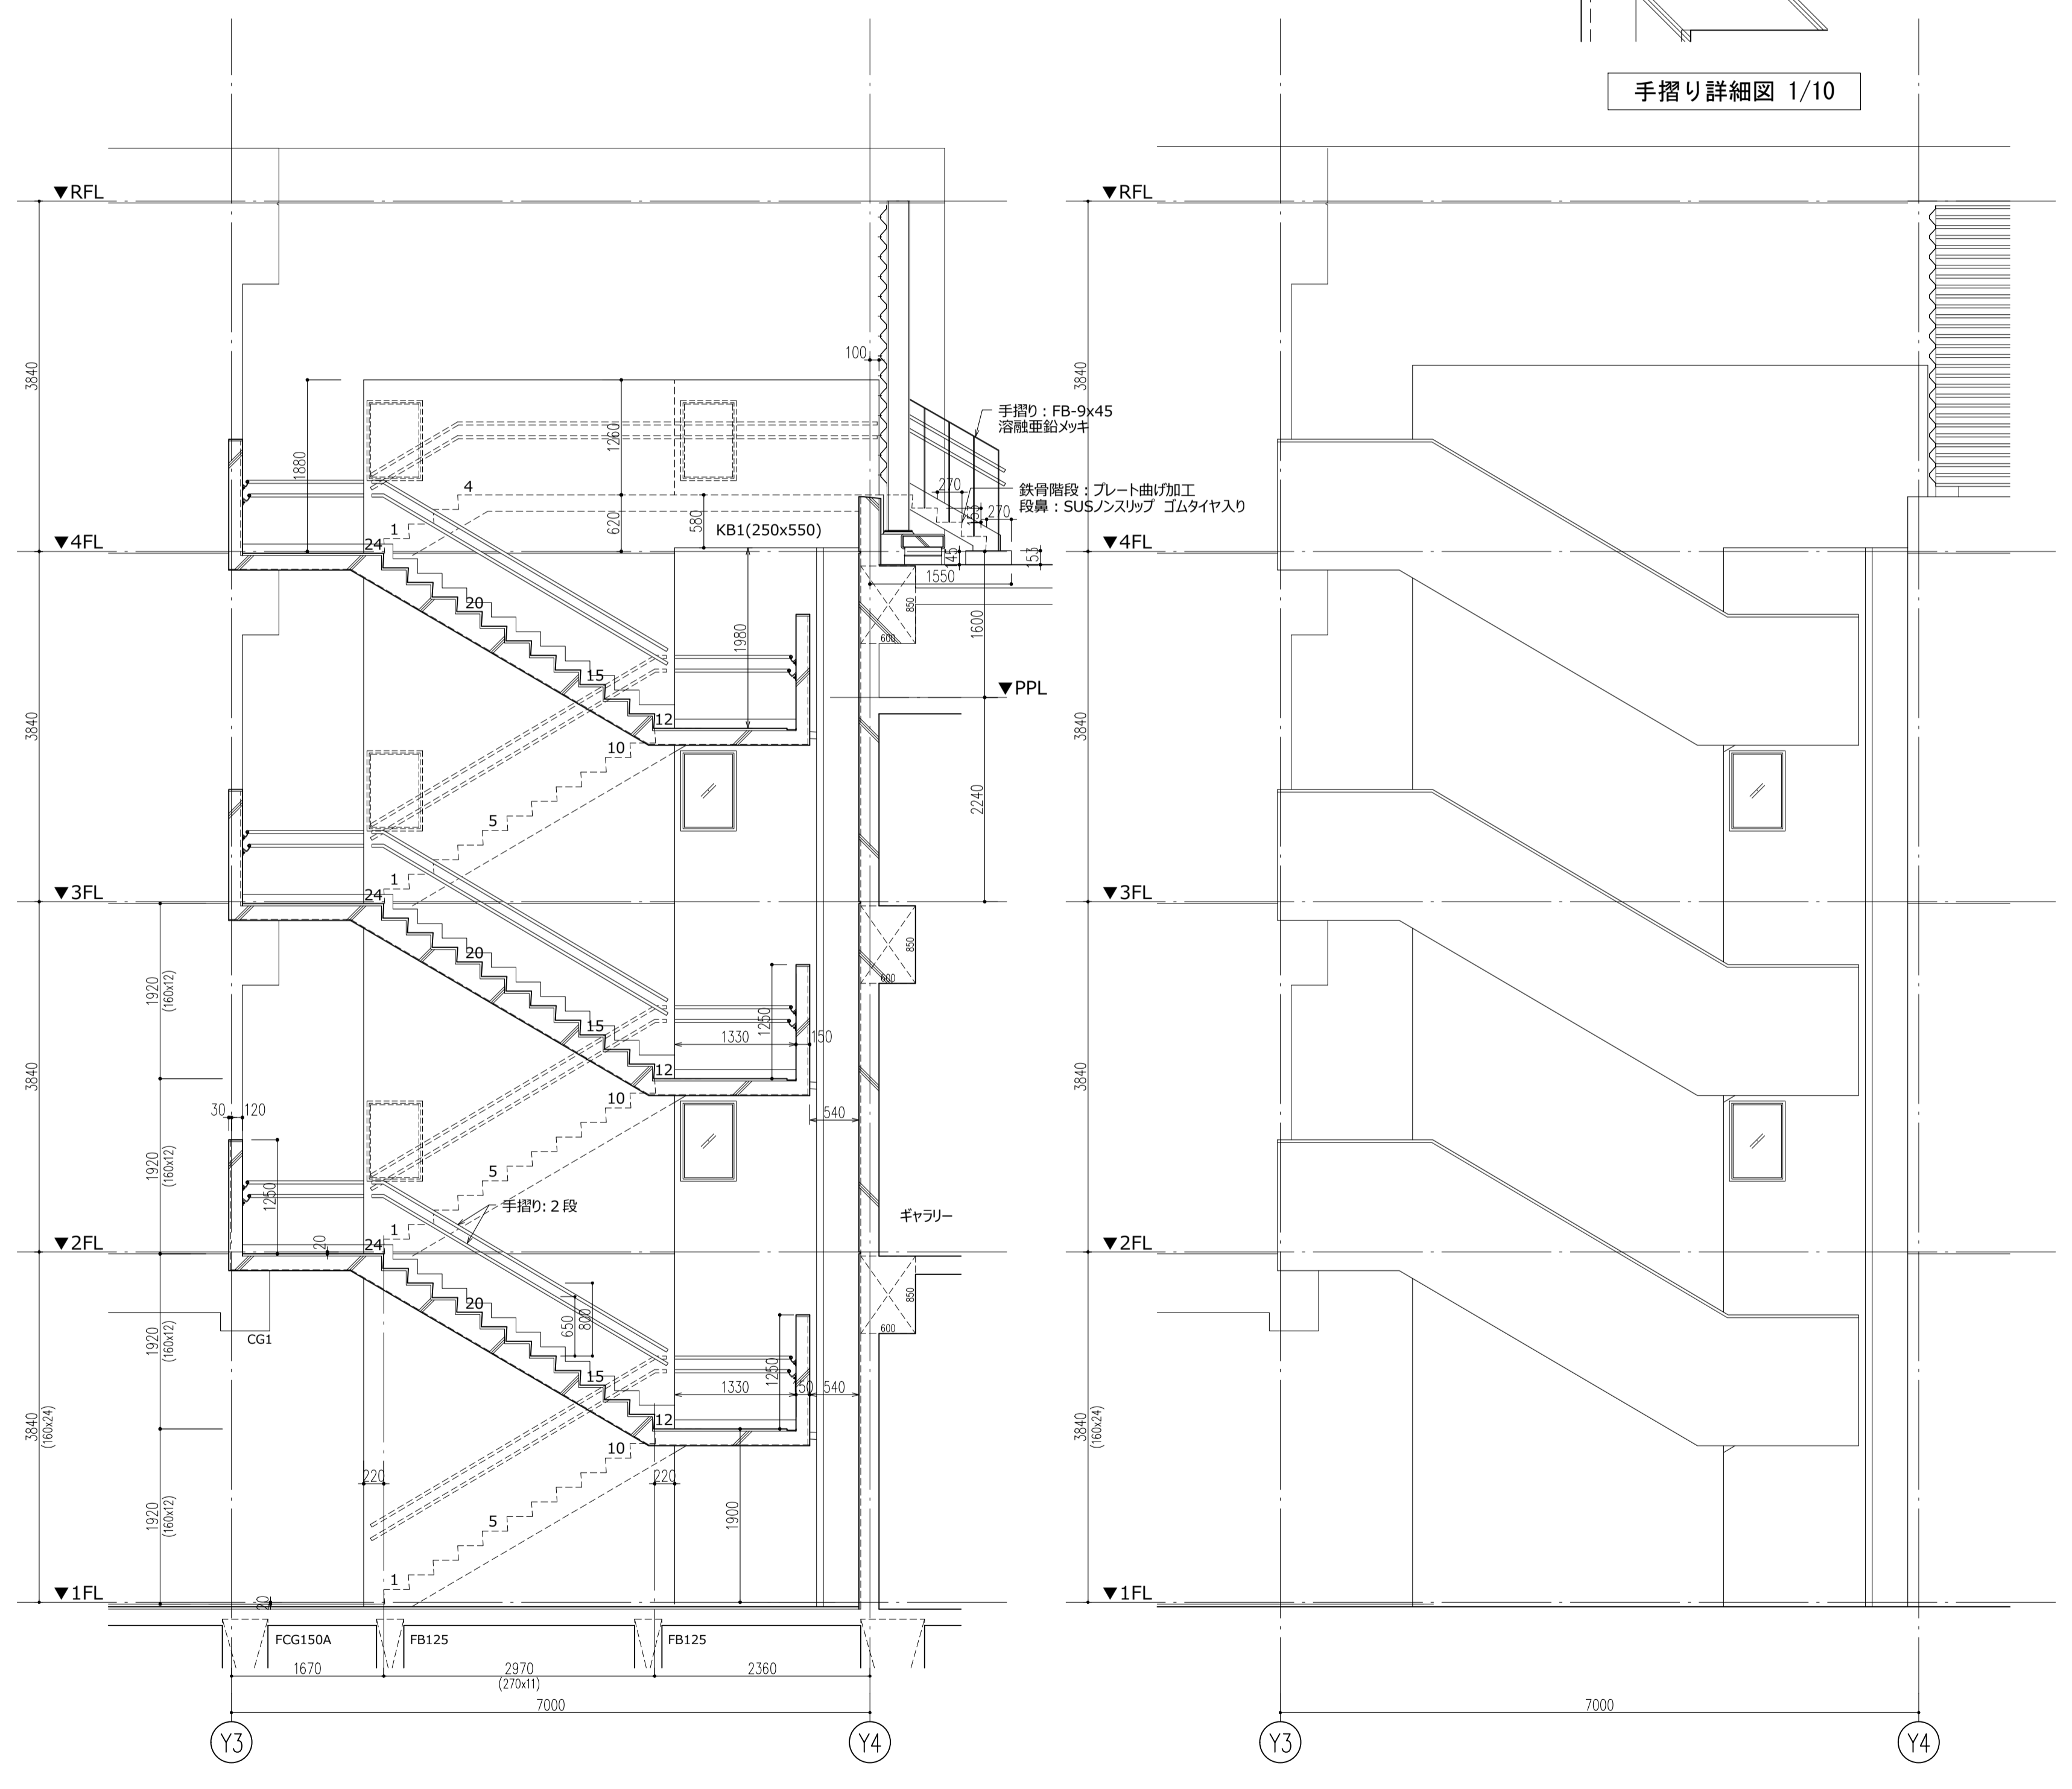 手摺り詳細図 1/10
▼RFL
▼RFL
3840
3840
100
手摺り：FB-9x45
溶融亜鉛メッキ
1880
1260
4
270
鉄骨階段：プレート曲げ加工
段鼻：SUSノンスリップ ゴムタイヤ入り
163
270
1
620
580
KB1(250x550)
▼4FL
24
145
153
▼4FL
1550
850
20
600
1600
1980
15
▼PPL
12
3840
10
3840
2240
5
1
▼3FL
24
▼3FL
850
20
600
1920
(160x12)
15
1250
1330
150
12
3840
10
3840
30
120
540
1920
(160x12)
5
1250
手摺り：２段
ギャラリー
1
▼2FL
24
20
▼2FL
850
20
650
800
600
CG1
1920
(160x12)
15
1250
1330
150
540
12
3840
(160x24)
10
3840
(160x24)
220
220
1920
(160x12)
5
1900
1
▼1FL
20
▼1FL
FCG150A
FB125
FB125
1670
2970
(270x11)
2360
7000
7000
Y3
Y4
Y3
Y4